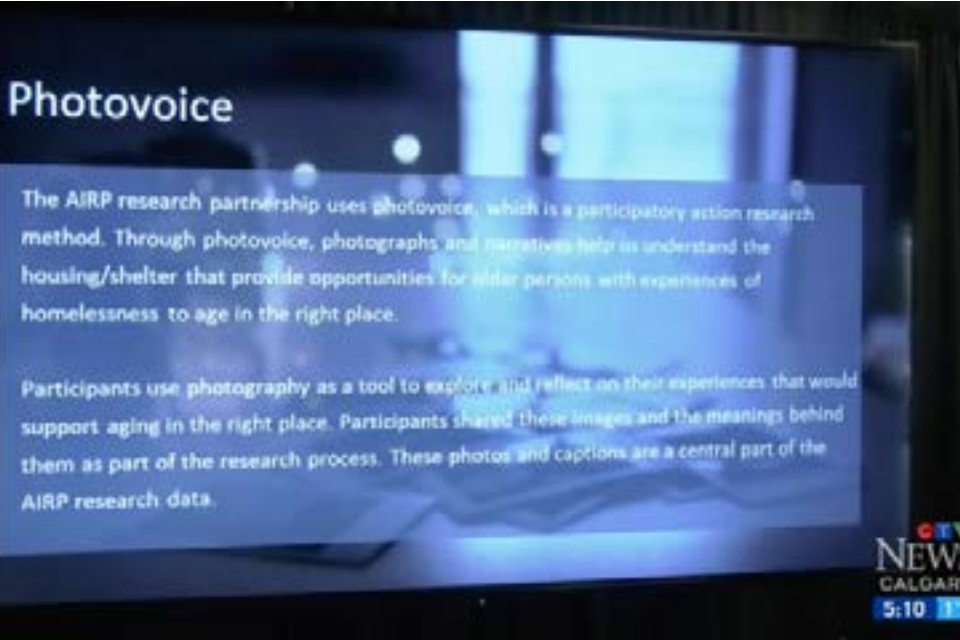 Photovoice
The AIRP research partnership uses photovoice, which is a participatory action research
method. Through photovoice, photographs and narratives help us understand the
housing/shelter that provide opportunities for older persons with experiences of
homelessness to age in the right place.
Participants use photography as a tool to explore and reflect on their experiences that would
support aging in the right place. Participants shared these images and the meanings behind
them as part of the research process. These photos and captions are a central part of the
AIRP research data.
CTV
NEWS
CALGAR
5:10